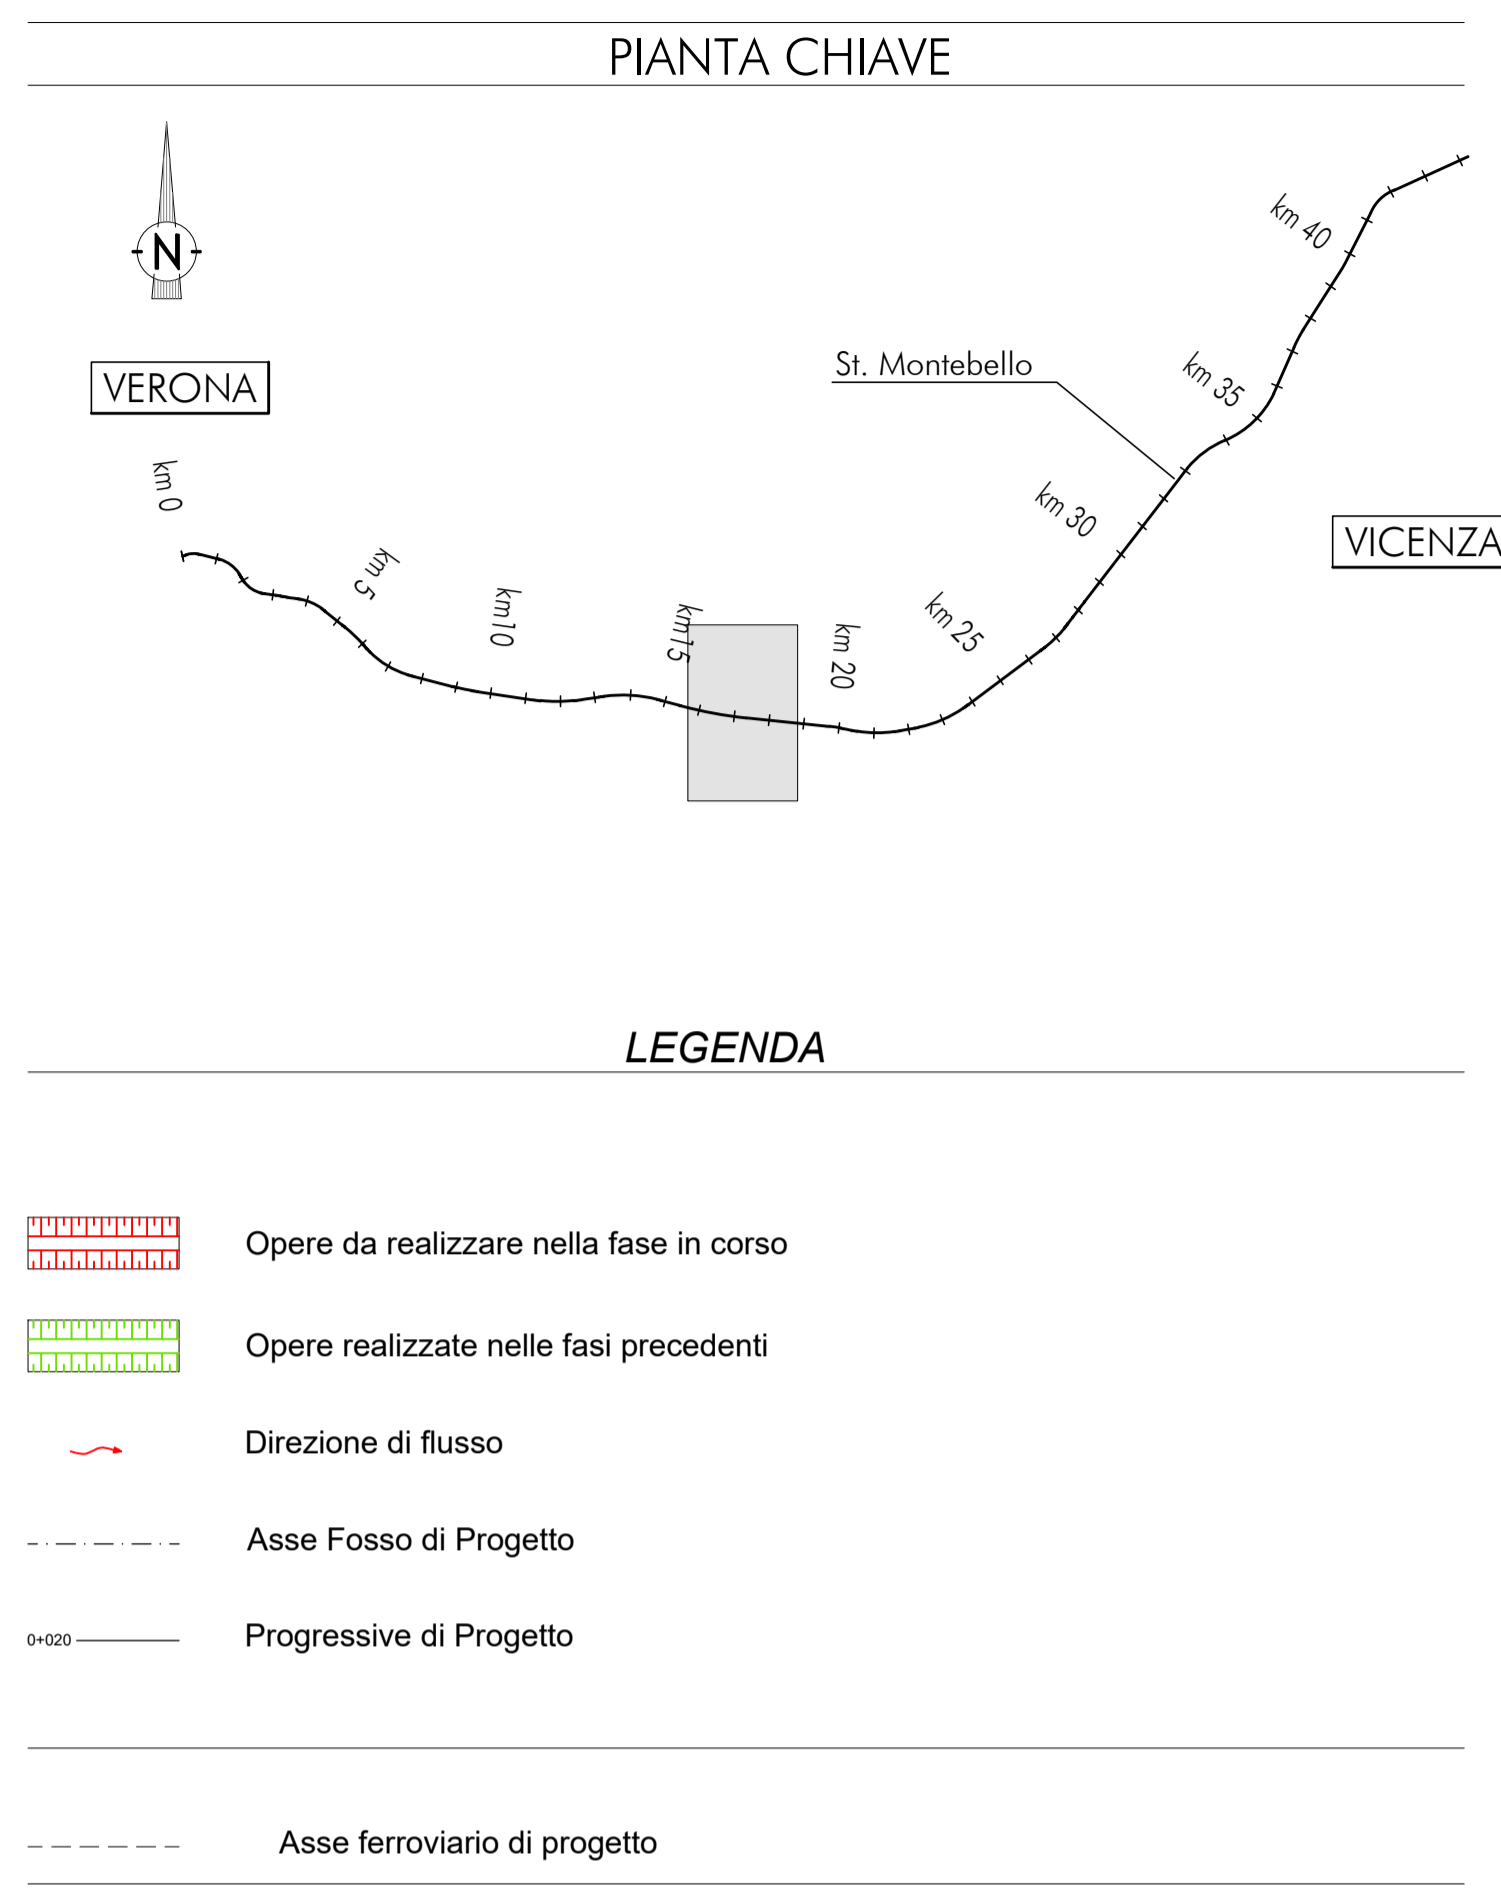 PIANTA CHIAVE
N
km 40
St. Montebello
km 35
VERONA
km 0
km 30
VICENZA
km 5
km10
km15
km 20
km 25
LEGENDA
Opere da realizzare nella fase in corso
Opere realizzate nelle fasi precedenti
Direzione di flusso
Asse Fosso di Progetto
0+020
Progressive di Progetto
Asse ferroviario di progetto